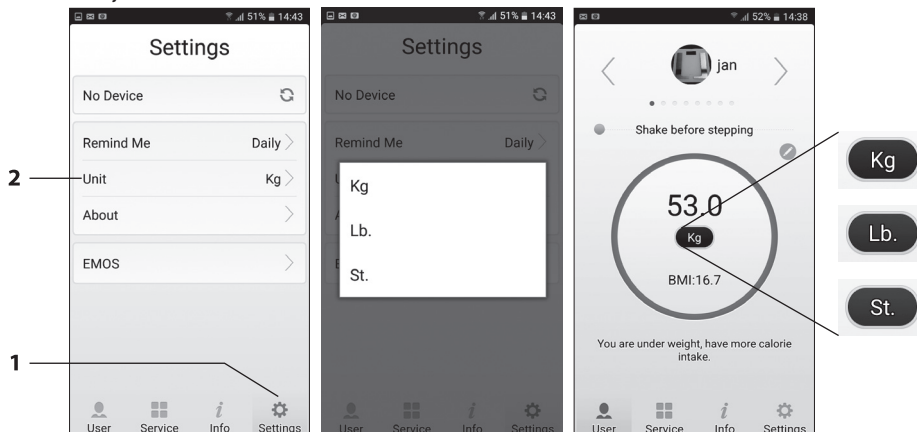 51% 14:43
Settings
No Device
Remind Me Daily
Unit Kg
About
EMOS
User Service Info Settings
2
1
51% 14:43
Settings
No Device
Remind Me Daily
Kg
Lb.
St.
User Service Info Settings
52% 14:38
jan
Shake before stepping
53.0
Kg
BMI:16.7
You are under weight, have more calorie
intake.
User Service Info Settings
Kg
Lb.
St.